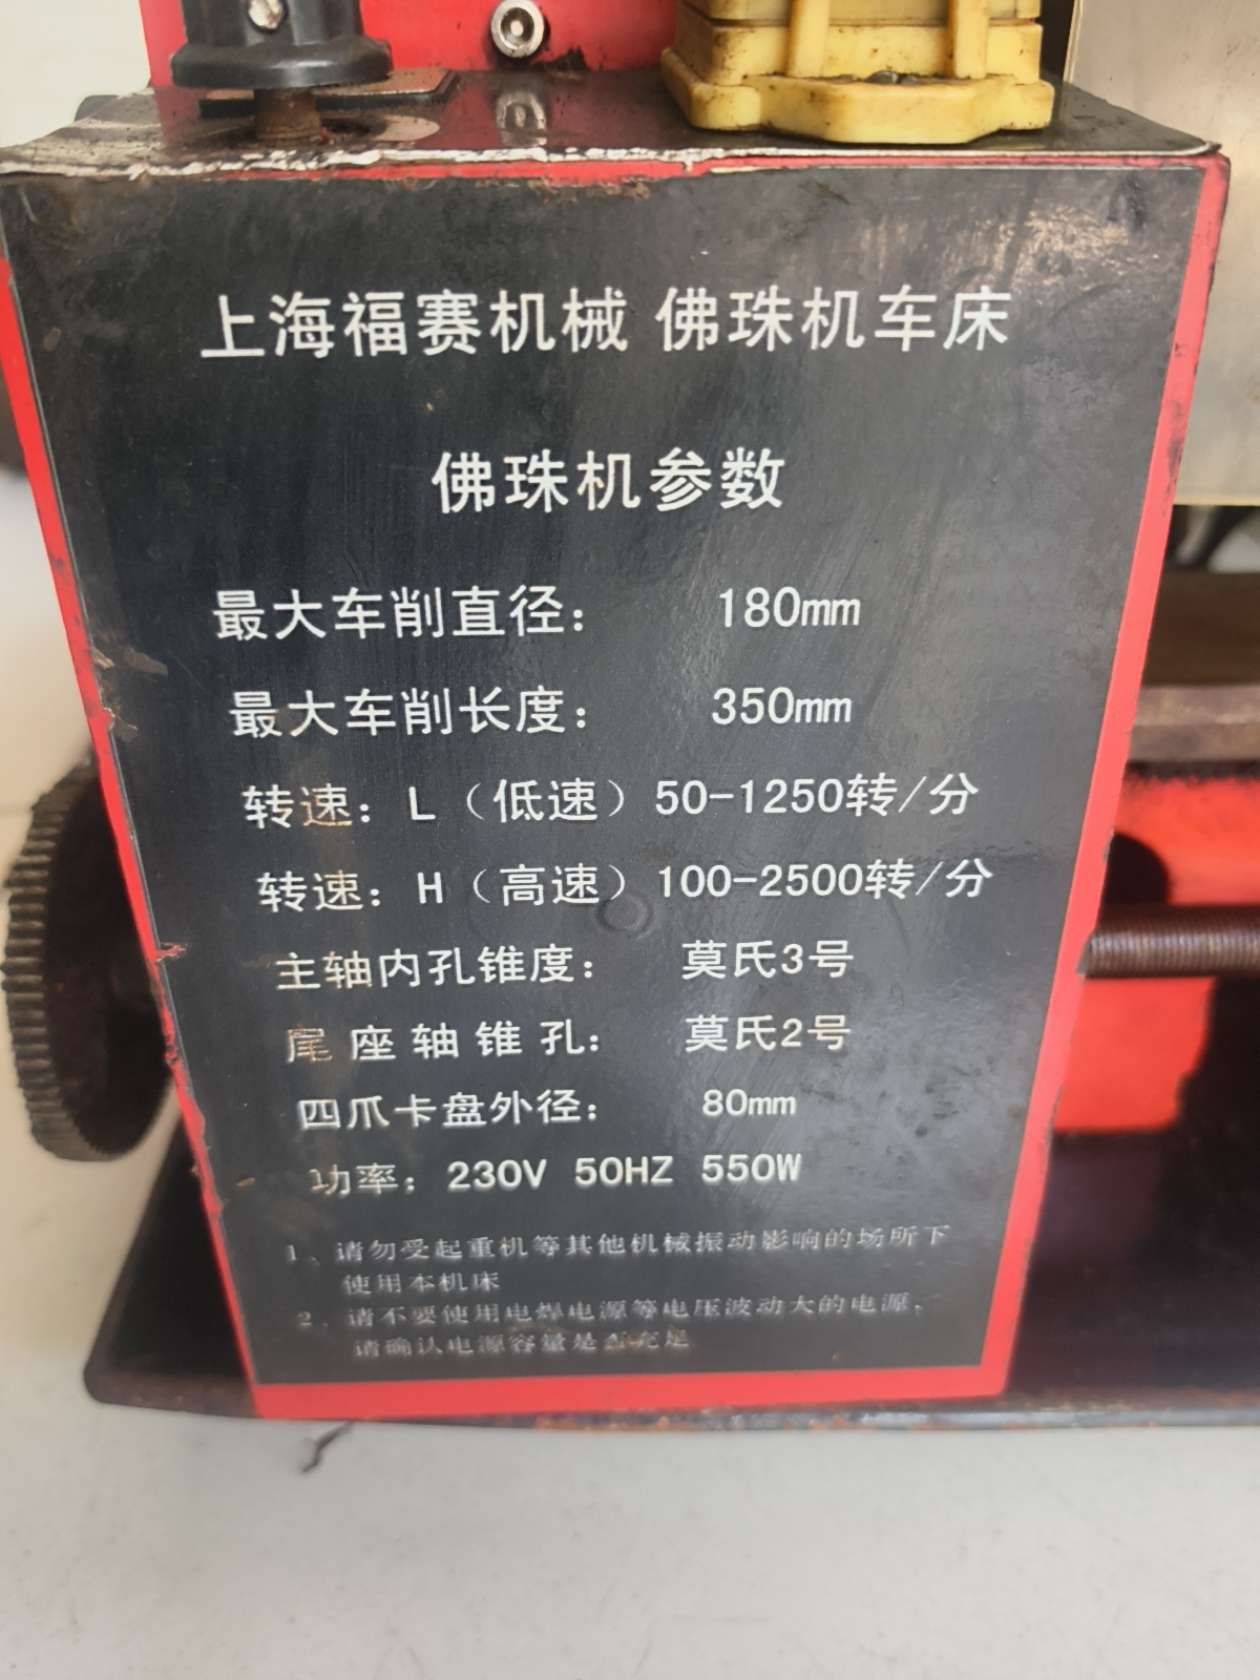 上海福赛机械 佛珠机车床
佛珠机参数
最大车削直径： 180mm
最大车削长度： 350mm
转速：L（低速）50-1250转/分
转速：H（高速）100-2500转/分
主轴内孔锥度： 莫氏3号
尾座轴锥孔： 莫氏2号
四爪卡盘外径： 80mm
功率：230V 50HZ 550W
1、请勿受起重机等其他机械振动影响的场所下
使用本机床
2、请不要使用电焊电源等电压波动大的电源，
请确认电源容量是否充足